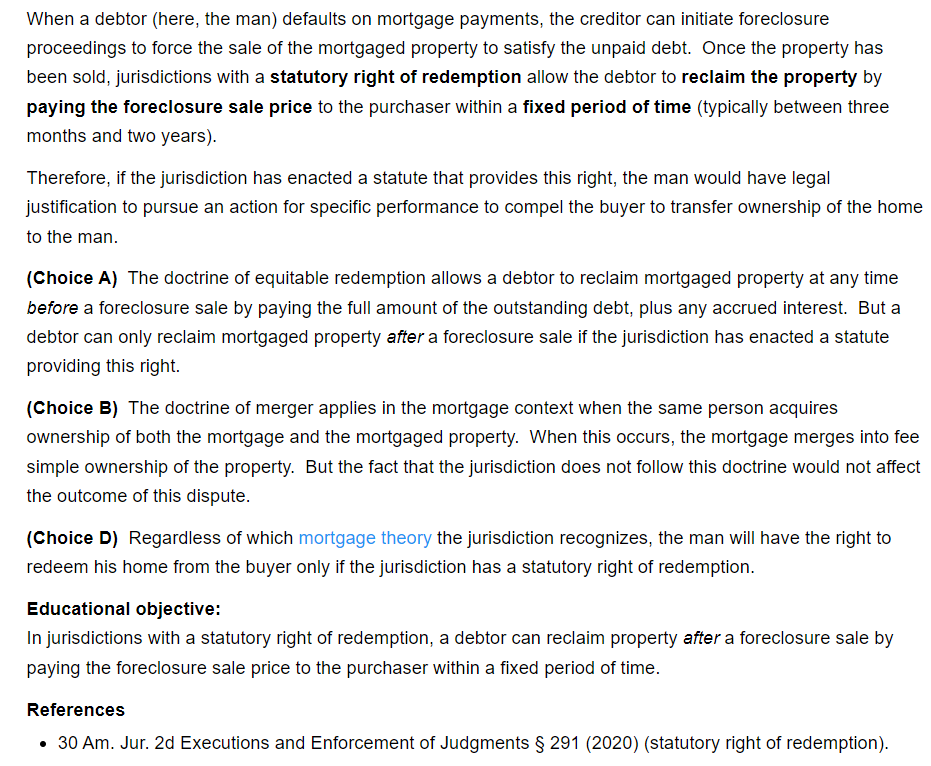 When a debtor (here, the man) defaults on mortgage payments, the creditor can initiate foreclosure
proceedings to force the sale of the mortgaged property to satisfy the unpaid debt.  Once the property has
been sold, jurisdictions with a statutory right of redemption allow the debtor to reclaim the property by
paying the foreclosure sale price to the purchaser within a fixed period of time (typically between three
months and two years).
Therefore, if the jurisdiction has enacted a statute that provides this right, the man would have legal
justification to pursue an action for specific performance to compel the buyer to transfer ownership of the home
to the man.
(Choice A)  The doctrine of equitable redemption allows a debtor to reclaim mortgaged property at any time
before a foreclosure sale by paying the full amount of the outstanding debt, plus any accrued interest.  But a
debtor can only reclaim mortgaged property after a foreclosure sale if the jurisdiction has enacted a statute
providing this right.
(Choice B)  The doctrine of merger applies in the mortgage context when the same person acquires
ownership of both the mortgage and the mortgaged property.  When this occurs, the mortgage merges into fee
simple ownership of the property.  But the fact that the jurisdiction does not follow this doctrine would not affect
the outcome of this dispute.
(Choice D)  Regardless of which mortgage theory the jurisdiction recognizes, the man will have the right to
redeem his home from the buyer only if the jurisdiction has a statutory right of redemption.
Educational objective:
In jurisdictions with a statutory right of redemption, a debtor can reclaim property after a foreclosure sale by
paying the foreclosure sale price to the purchaser within a fixed period of time.
References
• 30 Am. Jur. 2d Executions and Enforcement of Judgments § 291 (2020) (statutory right of redemption).